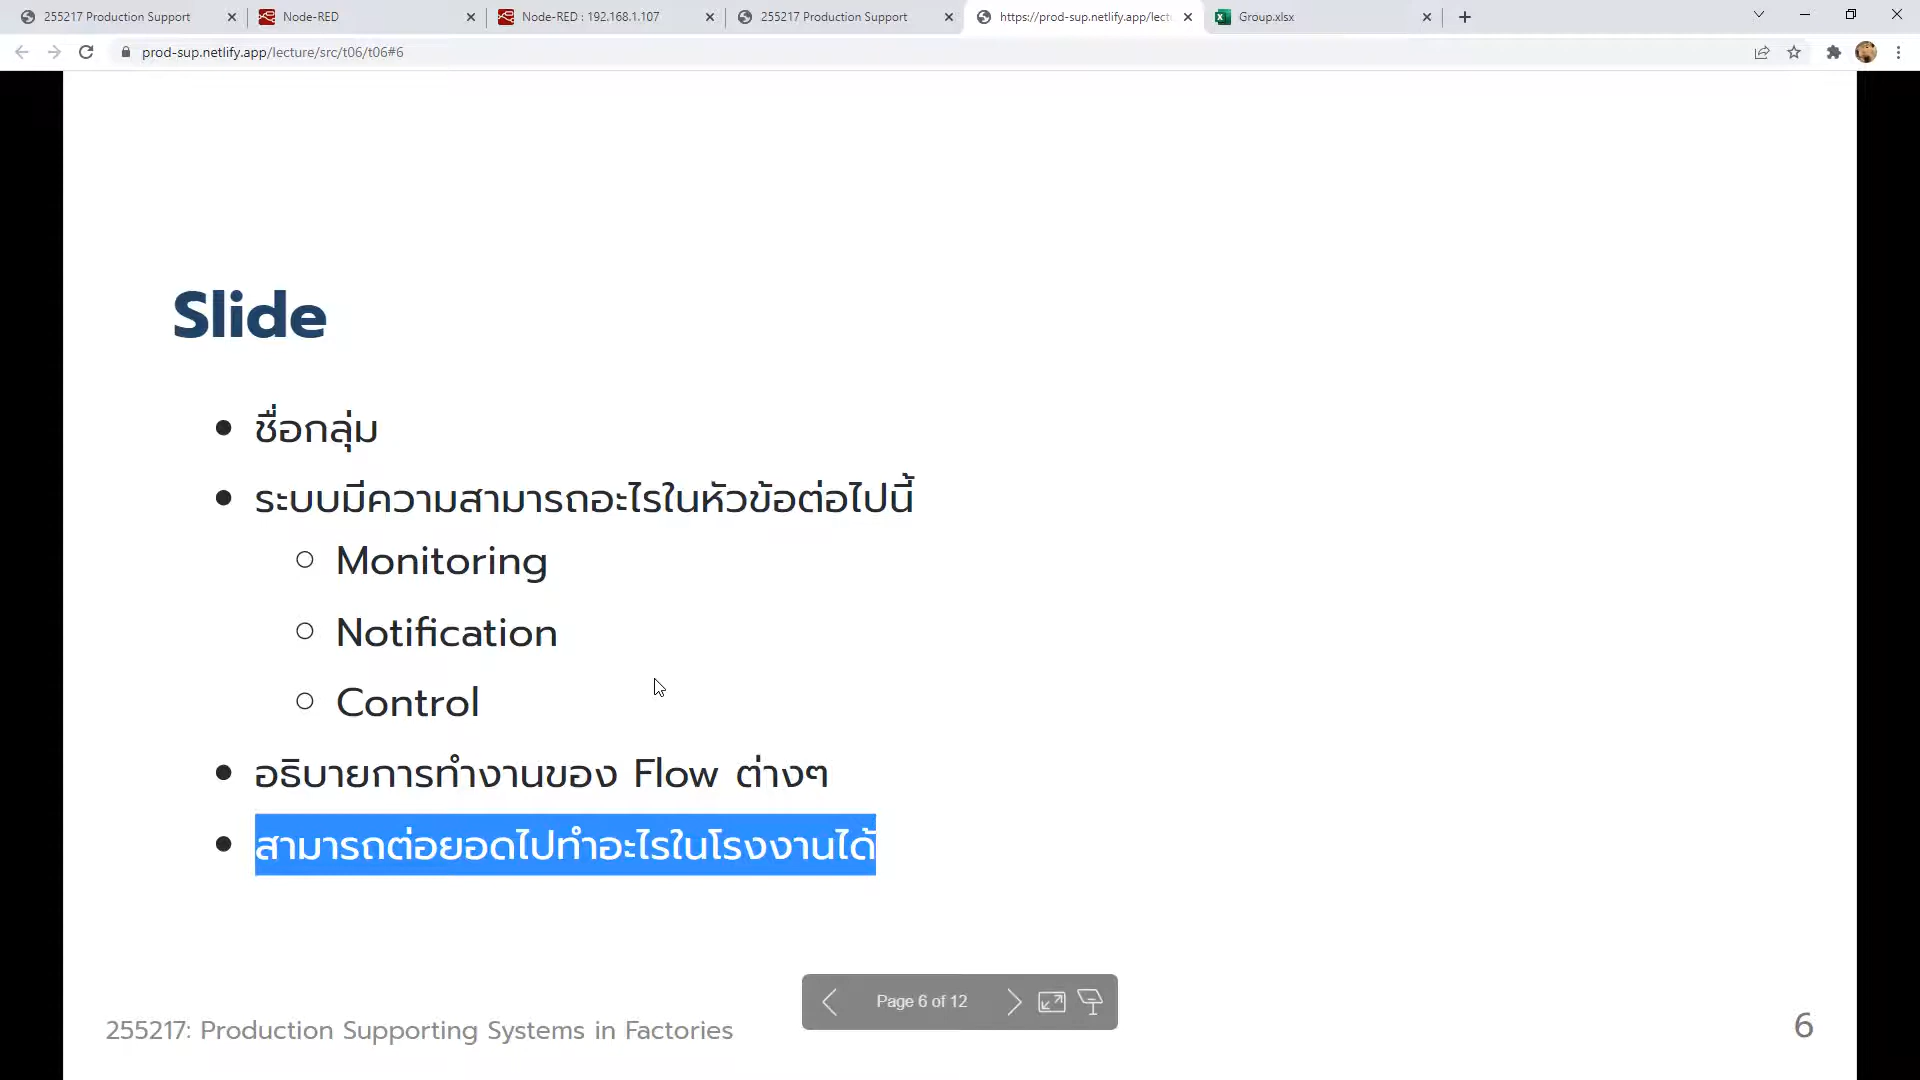 255217 Production Support
Node-RED
Node-RED : 192.168.1.107
255217 Production Support
https://prod-sup.netlify.app/lect
Group.xlsx
prod-sup.netlify.app/lecture/src/t06/t06#6
Slide
ชื่อกลุ่ม
ระบบมีความสามารถอะไรในหัวข้อต่อไปนี้
Monitoring
Notification
Control
อธิบายการทำงานของ Flow ต่างๆ
สามารถต่อยอดไปทำอะไรในโรงงานได้
Page 6 of 12
255217: Production Supporting Systems in Factories
6